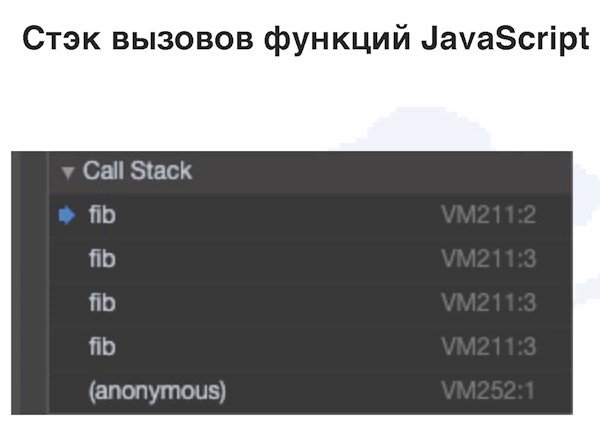 Стэк вызовов функций JavaScript
Call Stack
fib VM211:2
fib VM211:3
fib VM211:3
fib VM211:3
(anonymous) VM252:1